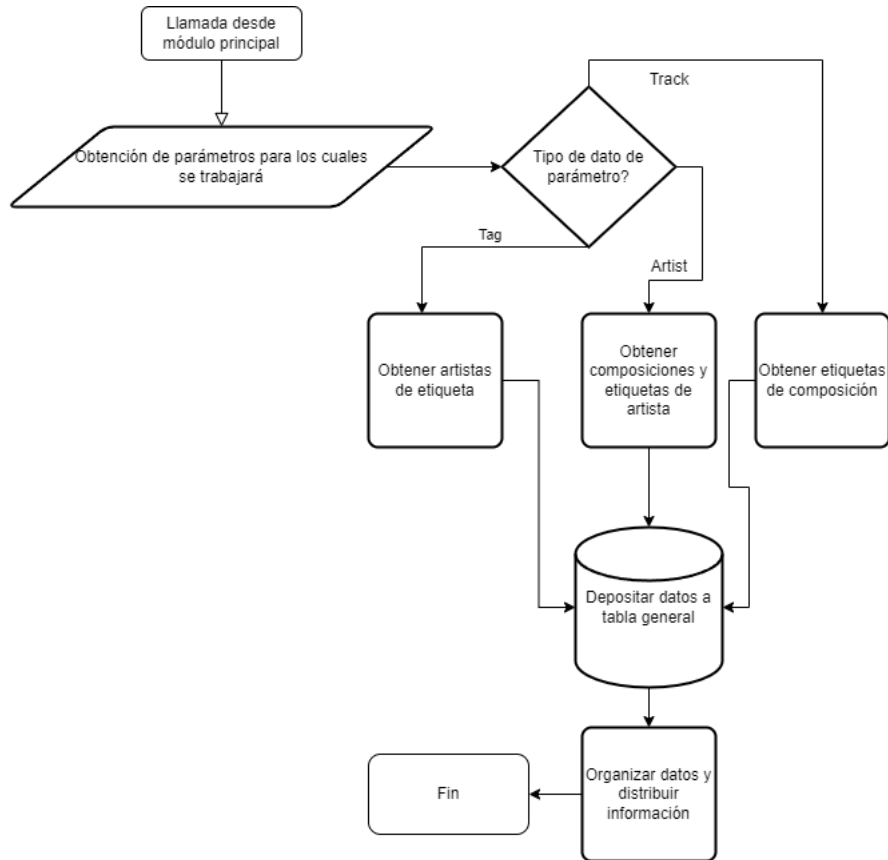 Llamada desde
módulo principal
Track
Obtención de parámetros para los cuales
se trabajará
Tipo de dato de
parámetro?
Tag
Artist
Obtener artistas
de etiqueta
Obtener
composiciones y
etiquetas de
artista
Obtener etiquetas
de composición
Depositar datos a
tabla general
Organizar datos y
distribuir
información
Fin